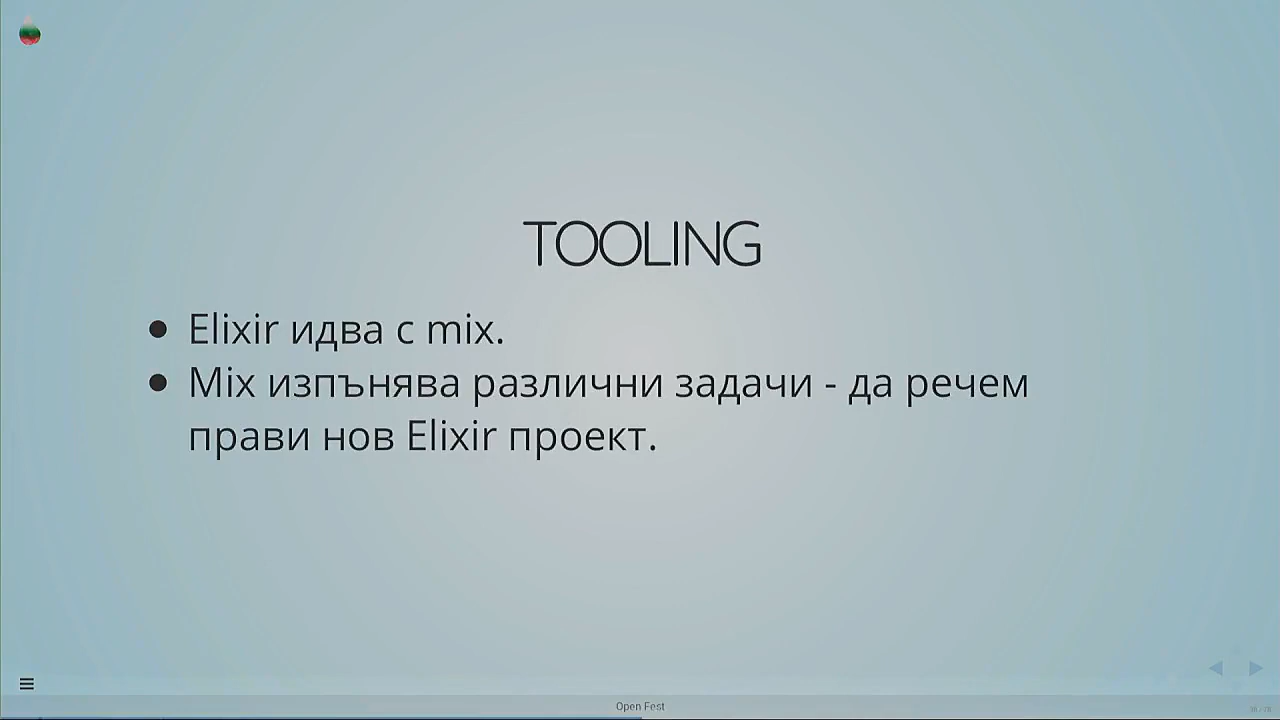 TOOLING
Elixir идва с mix.
Mix изпънява различни задачи - да речем
прави нов Elixir проект.
Open Fest